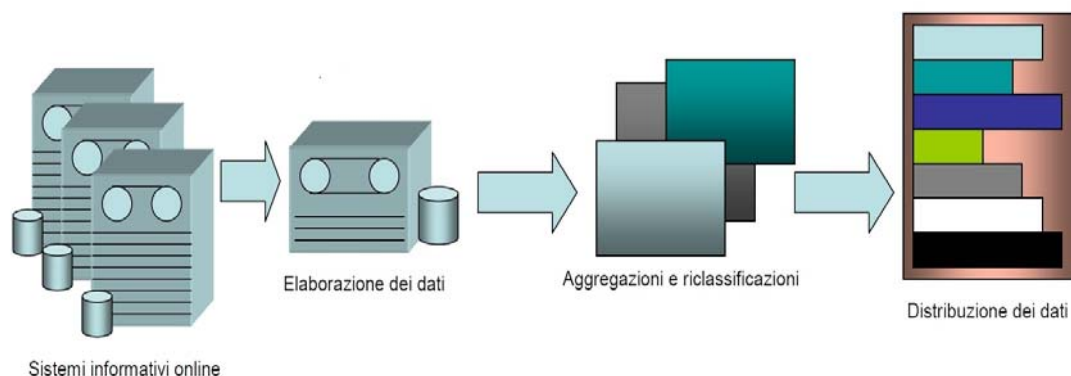 Sistemi informativi online
Elaborazione dei dati
Aggregazioni e riclassificazioni
Distribuzione dei dati